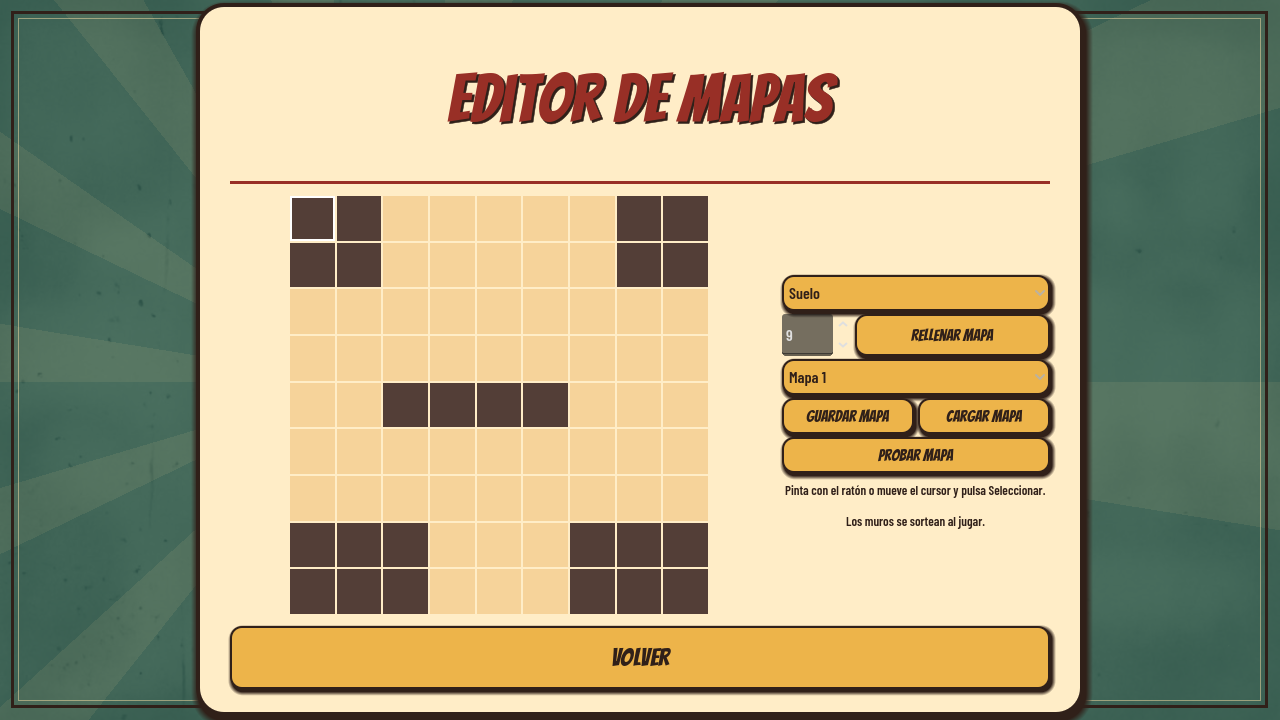 EDITOR DE MAPAS
Suelo
9
RELLENAR MAPA
Mapa 1
GUARDAR MAPA
CARGAR MAPA
PROBAR MAPA
Pinta con el ratón o mueve el cursor y pulsa Seleccionar.
Los muros se sortean al jugar.
VOLVER